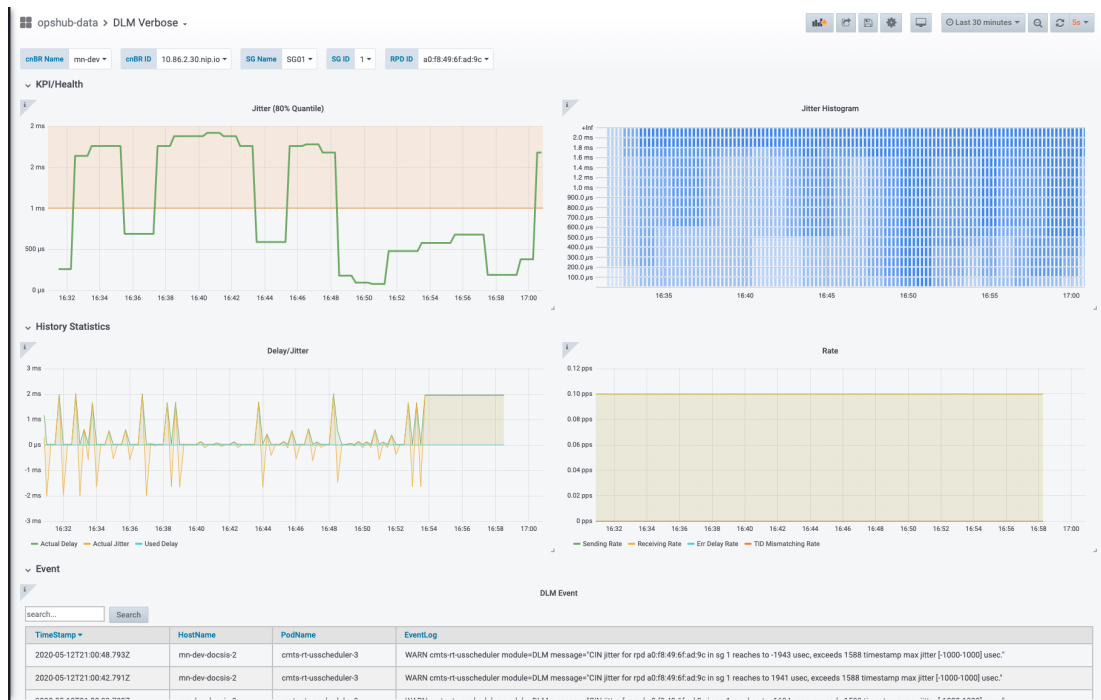 opshub-data > DLM Verbose
Last 30 minutes
5s
cnBR Name mn-dev cnBR ID 10.86.2.30.nip.io SG Name SG01 SG ID 1 RPD ID a0:f8:49:6f:ad:9c
KPI/Health
Jitter (80% Quantile)
2 ms
2 ms
1 ms
500 µs
0 µs
16:32 16:34 16:36 16:38 16:40 16:42 16:44 16:46 16:48 16:50 16:52 16:54 16:56 16:58 17:00
Jitter Histogram
+Inf
2.0 ms
1.8 ms
1.6 ms
1.4 ms
1.2 ms
1.0 ms
900.0 µs
800.0 µs
700.0 µs
600.0 µs
500.0 µs
400.0 µs
300.0 µs
200.0 µs
100.0 µs
16:35 16:40 16:45 16:50 16:55 17:00
History Statistics
Delay/Jitter
3 ms
2 ms
1 ms
0 µs
-1 ms
-2 ms
-3 ms
16:32 16:34 16:36 16:38 16:40 16:42 16:44 16:46 16:48 16:50 16:52 16:54 16:56 16:58 17:00
Actual Delay Actual Jitter Used Delay
Rate
0.12 pps
0.10 pps
0.08 pps
0.06 pps
0.04 pps
0.02 pps
0 pps
16:32 16:34 16:36 16:38 16:40 16:42 16:44 16:46 16:48 16:50 16:52 16:54 16:56 16:58 17:00
Sending Rate Receiving Rate Err Delay Rate TID Mismatching Rate
Event
DLM Event
search... Search
TimeStamp HostName PodName EventLog
2020-05-12T21:00:48.793Z mn-dev-docsis-2 cmts-rt-usscheduler-3 WARN cmts-rt-usscheduler module=DLM message="CIN jitter for rpd a0:f8:49:6f:ad:9c in sg 1 reaches to -1943 usec, exceeds 1588 timestamp max jitter [-1000-1000] usec."
2020-05-12T21:00:42.791Z mn-dev-docsis-2 cmts-rt-usscheduler-3 WARN cmts-rt-usscheduler module=DLM message="CIN jitter for rpd a0:f8:49:6f:ad:9c in sg 1 reaches to 1941 usec, exceeds 1588 timestamp max jitter [-1000-1000] usec."